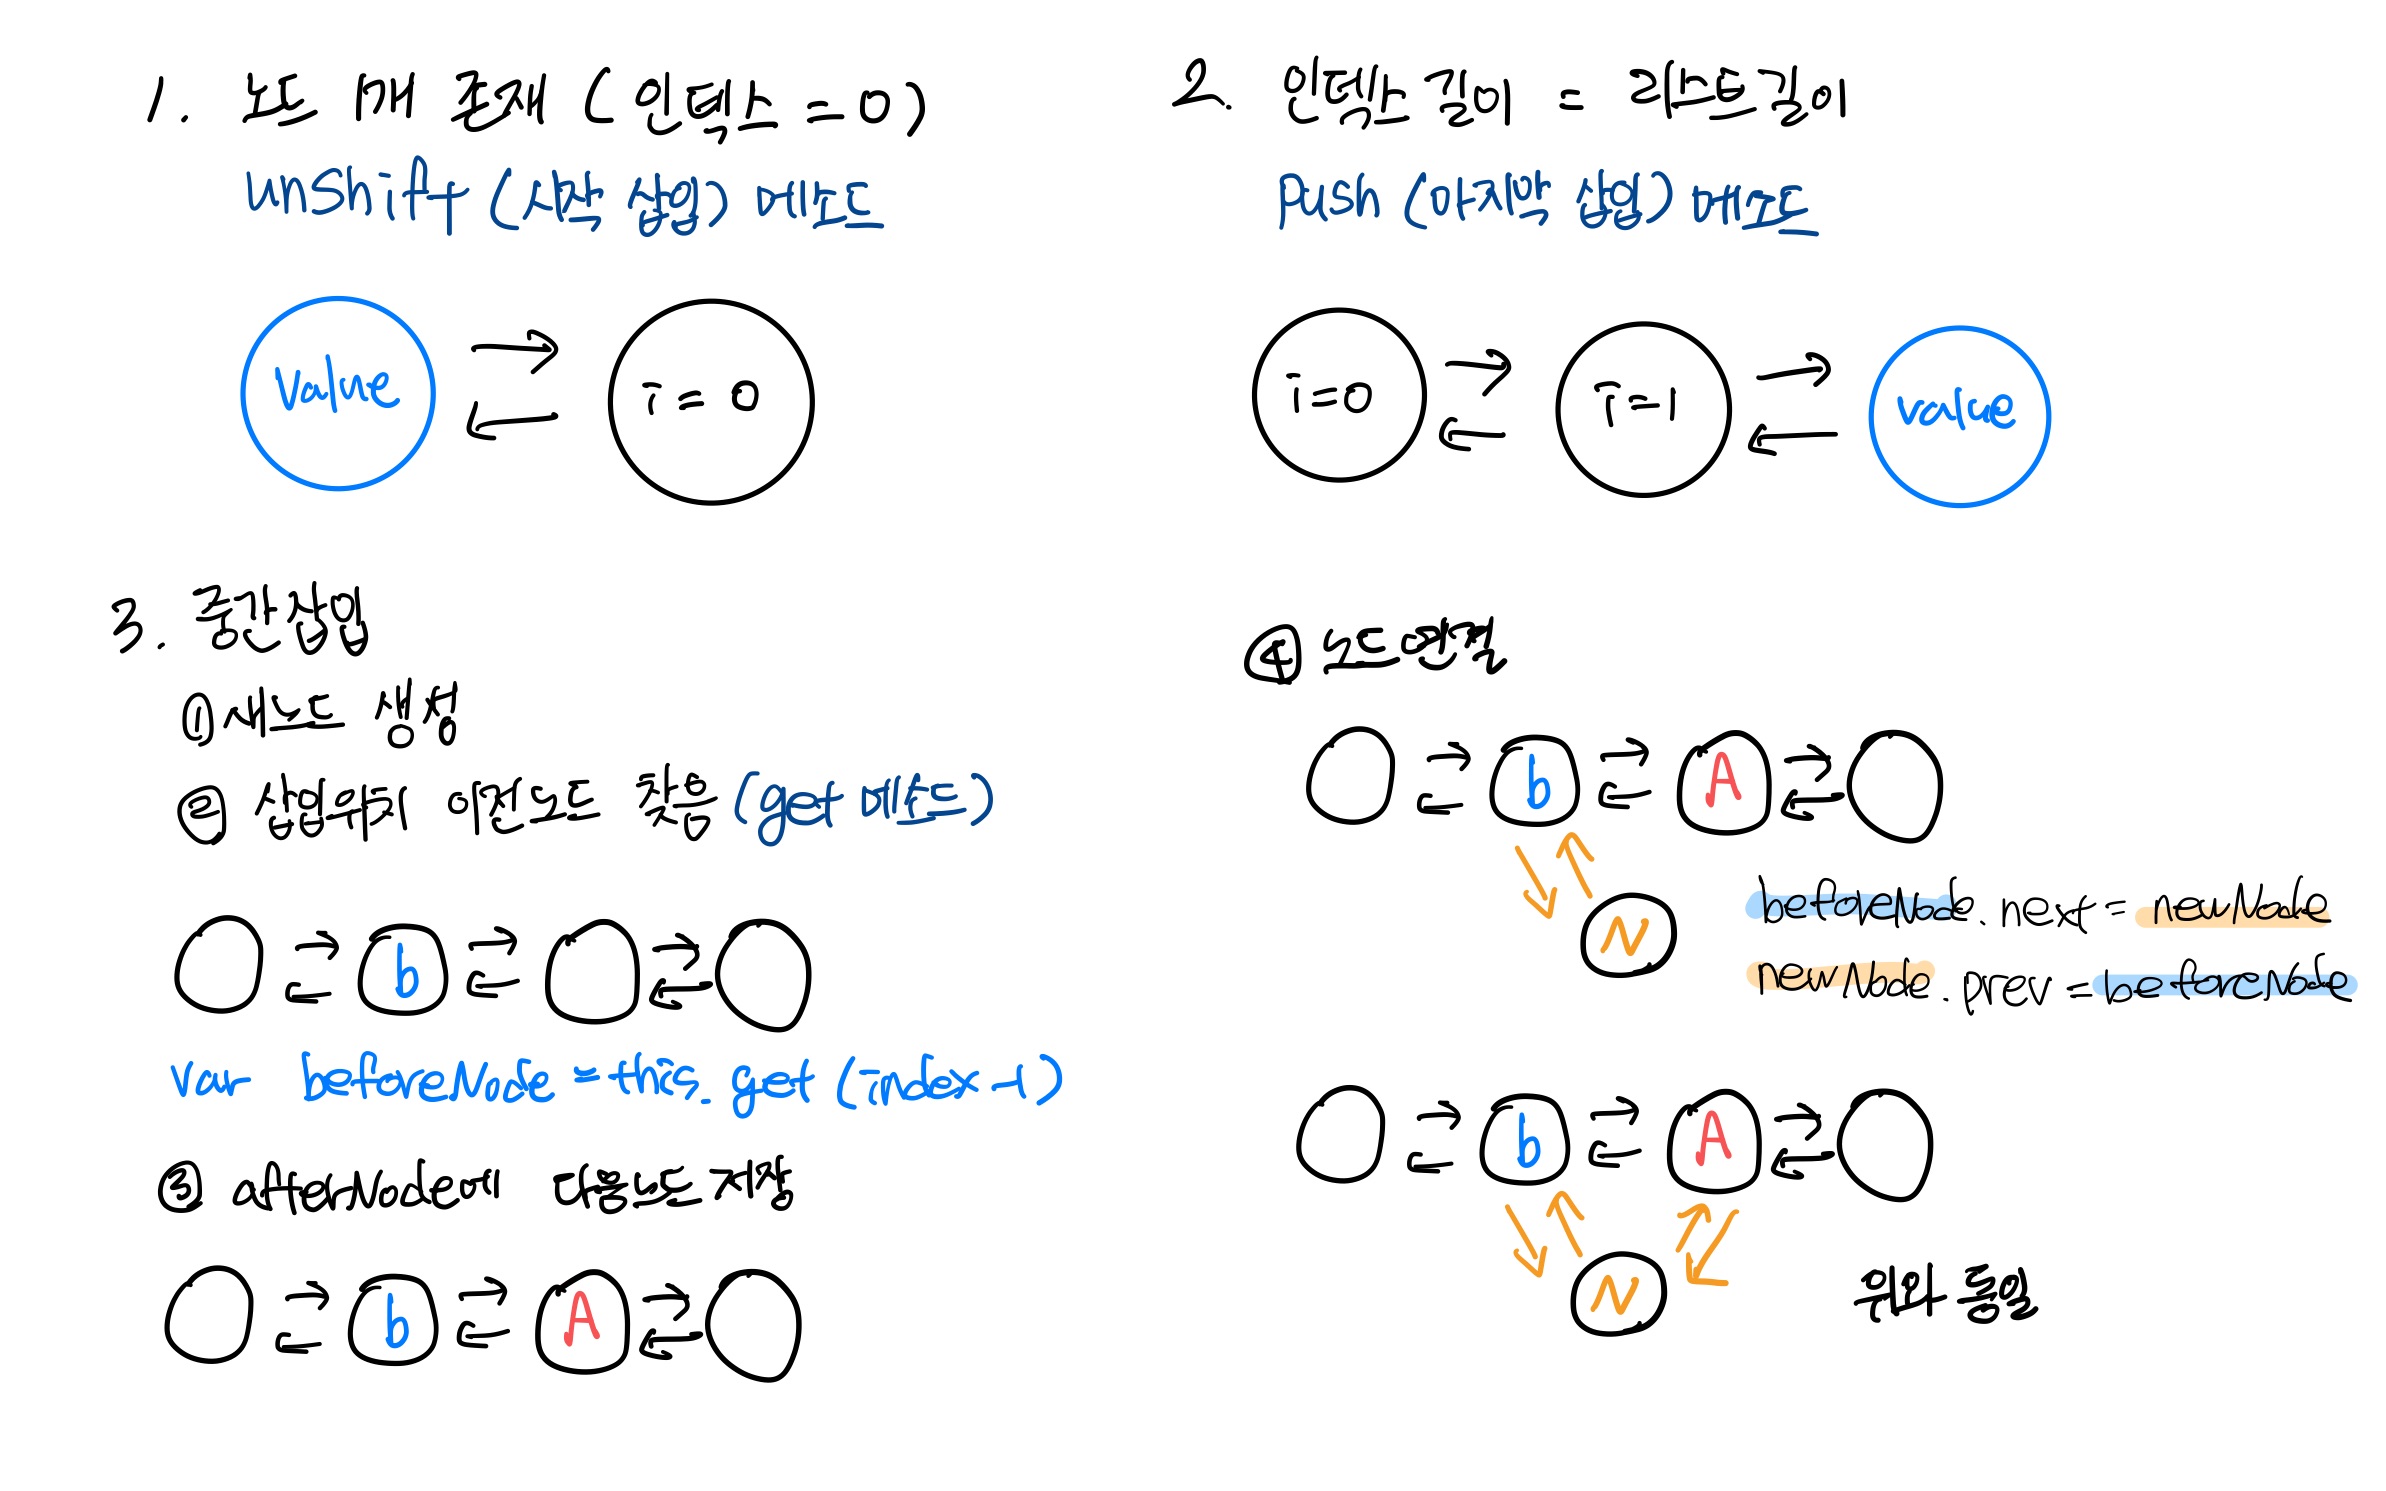 1. 노드 1개 존재 (인덱스 = 0)
unshift (시작 삽입) 메소드
value
i = 0
2. 인덱스 길이 = 리스트 길이
push (마지막 삽입) 메소드
i=0
i=1
value
3. 중간 삽입
① 새노드 생성
② 삽입위치 이전노드 찾음 (get 메서드)
b
var beforeNode = this. get (index-1)
③ afterNode에 다음노드 저장
b
A
④ 노드 연결
b
A
N
beforeNode. next = newNode
newNode. prev = beforeNode
b
A
N
위와 동일